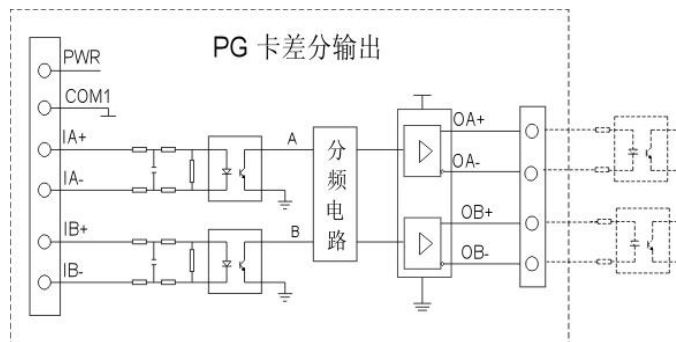 PG 卡差分输出
PWR
COM1
IA+
IA-
IB+
IB-
A
B
分频电路
OA+
OA-
OB+
OB-